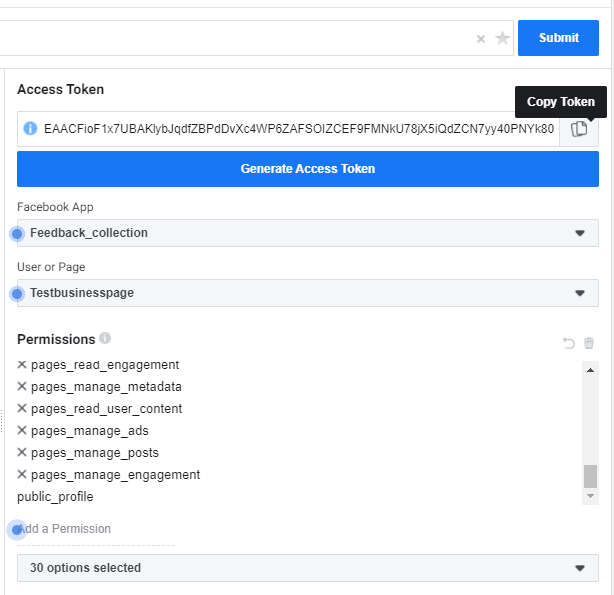 Submit
Access Token
Copy Token
EAACFioF1x7UBAKlybJqdfZBPdDvXc4WP6ZAFSOIZCEF9FMNkU78jX5iQdZCN7yy40PNYk80
Generate Access Token
Facebook App
Feedback_collection
User or Page
Testbusinesspage
Permissions
pages_read_engagement
pages_manage_metadata
pages_read_user_content
pages_manage_ads
pages_manage_posts
pages_manage_engagement
public_profile
Add a Permission
30 options selected